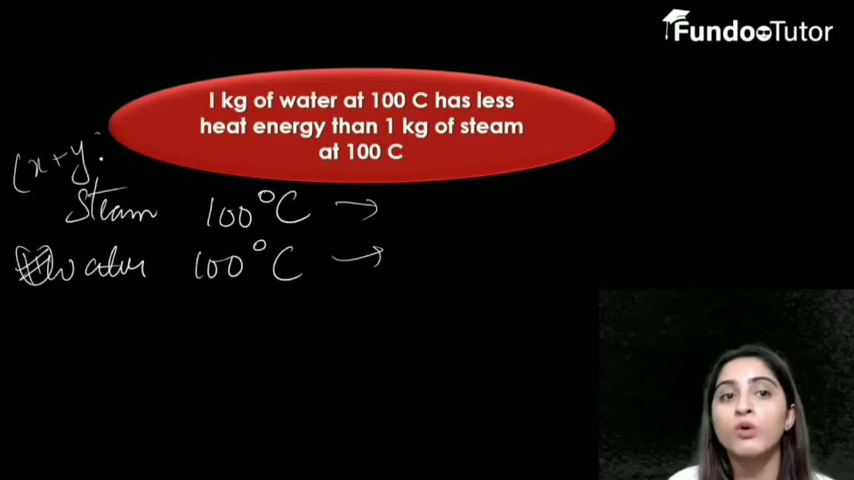 FundooTutor
1 kg of water at 100 C has less
heat energy than 1 kg of steam
at 100 C
(x+y.
Steam 100°C →
water 100°C →